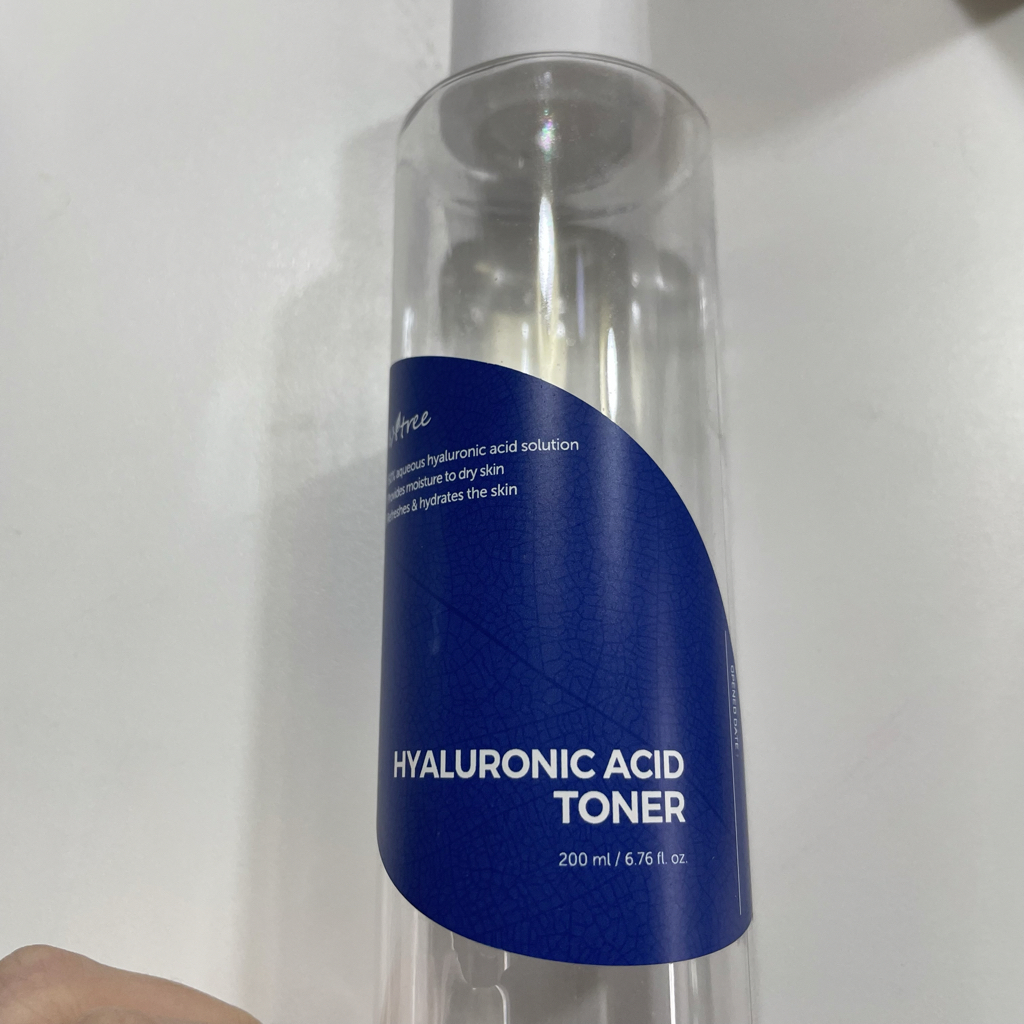 aqueous hyaluronic acid solution
moisture to dry skin
& hydrates the skin
HYALURONIC ACID
TONER
200 ml / 6.76 fl. oz.
OPENED DATE :